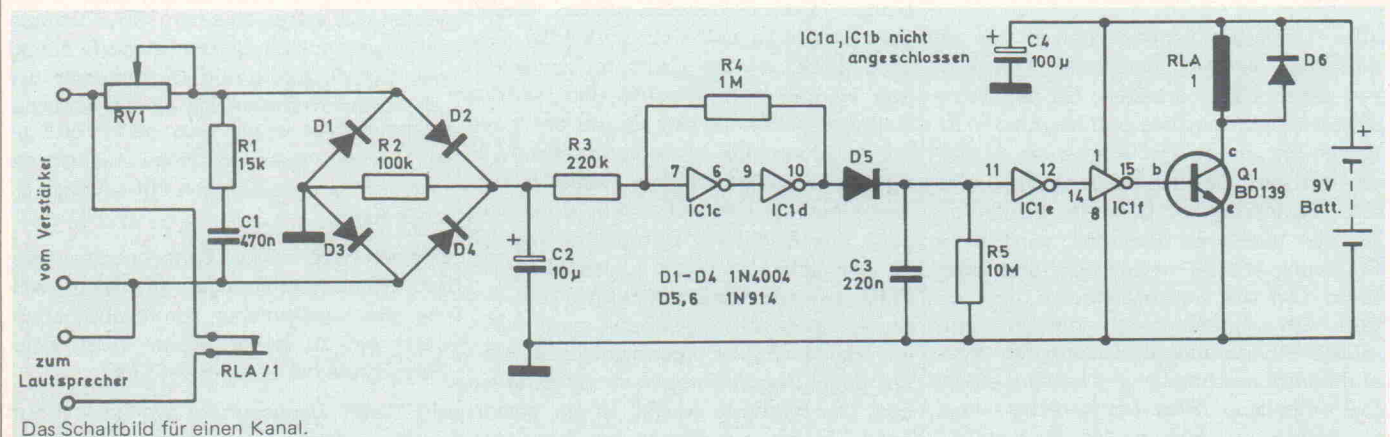 RV1
vom Verstärker
R1
15k
C1
470n
D1
D2
R2
100k
D3
D4
zum
Lautsprecher
RLA/1
C2
10µ
+
R3
220k
R4
1M
7
6
IC1c
9
10
IC1d
D5
D1–D4 1N4004
D5,6 1N914
C3
220n
R5
10M
IC1a,IC1b nicht
angeschlossen
+
C4
100µ
11
12
IC1e
1
14
8
15
IC1f
RLA
1
D6
b
c
e
Q1
BD139
+
9V
Batt.
Das Schaltbild für einen Kanal.